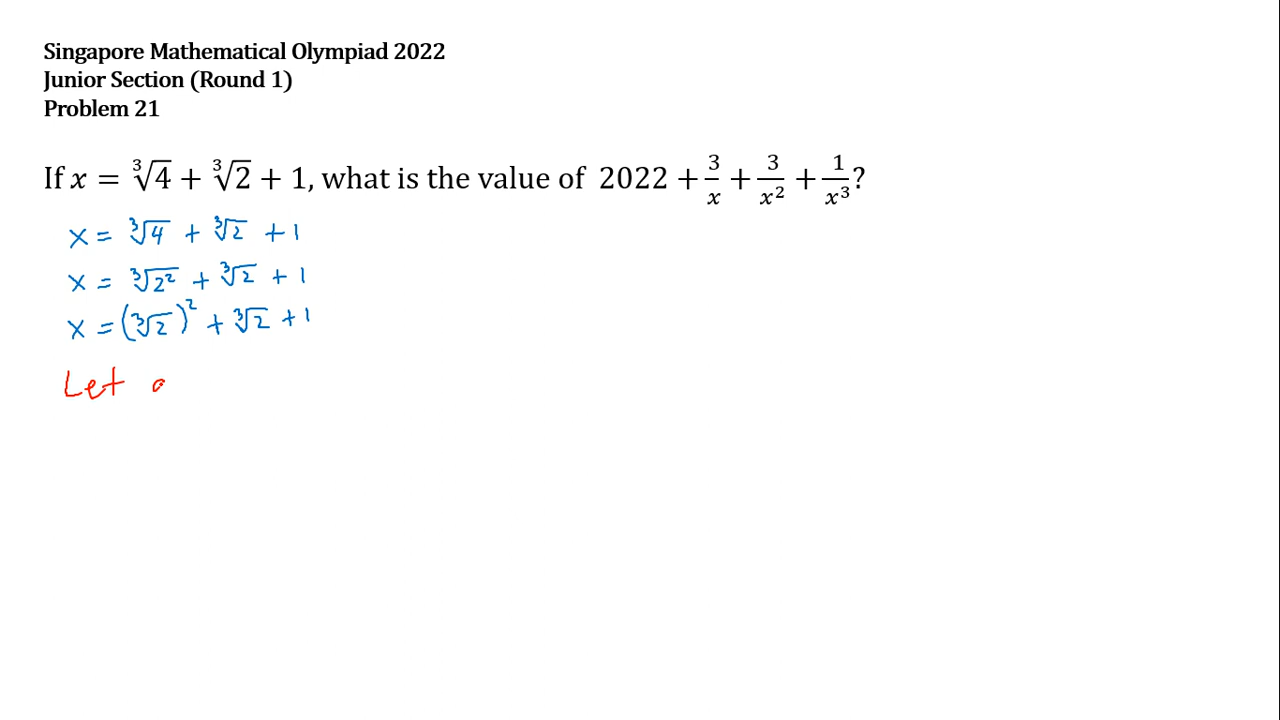 Singapore Mathematical Olympiad 2022
Junior Section (Round 1)
Problem 21
If x = ∛4 + ∛2 + 1, what is the value of 2022 + 3/x + 3/x² + 1/x³?
x = ∛4 + ∛2 + 1
x = ∛2² + ∛2 + 1
x = (∛2)² + ∛2 + 1
Let a